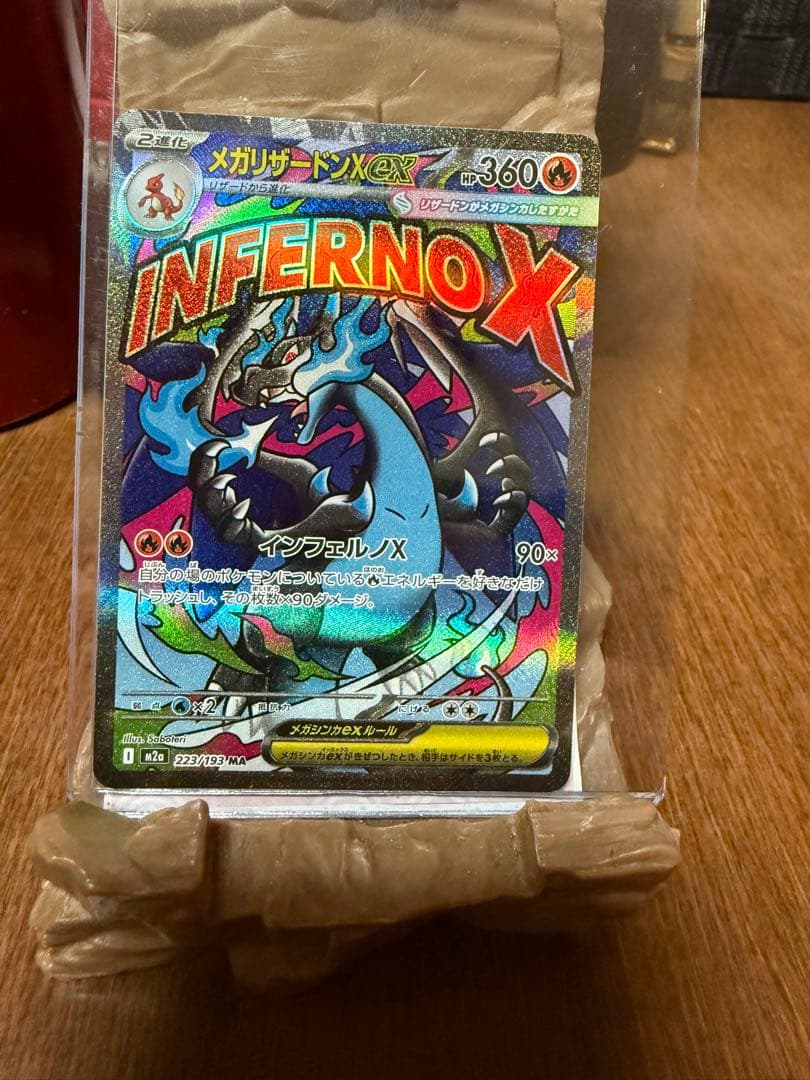 2進化 メガリザードンXex HP360
リザードから進化
リザードンがメガシンカしたすがた
INFERNO X
インフェルノX 90×
自分の場のポケモンについているエネルギーを好きなだけ
トラッシュし、その枚数×90ダメージ。
弱点 ×2 抵抗力 にげる
メガシンカexルール
メガシンカexがきぜつしたとき、相手はサイドを3枚とる。
Illus. Saboteri
I m2a 223/193 MA